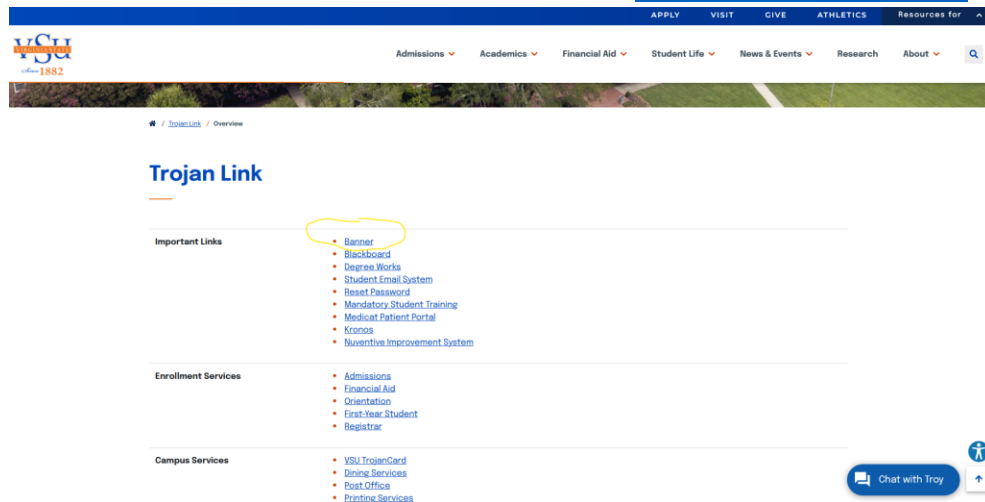 APPLY VISIT GIVE ATHLETICS Resources for
VSU
VIRGINIA STATE
Since 1882
Admissions Academics Financial Aid Student Life News & Events Research About
/ Trojan Link / Overview
Trojan Link
Important Links
Banner
Blackboard
Degree Works
Student Email System
Reset Password
Mandatory Student Training
Medicat Patient Portal
Kronos
Nuventive Improvement System
Enrollment Services
Admissions
Financial Aid
Orientation
First-Year Student
Registrar
Campus Services
VSU TrojanCard
Dining Services
Post Office
Printing Services
Chat with Troy